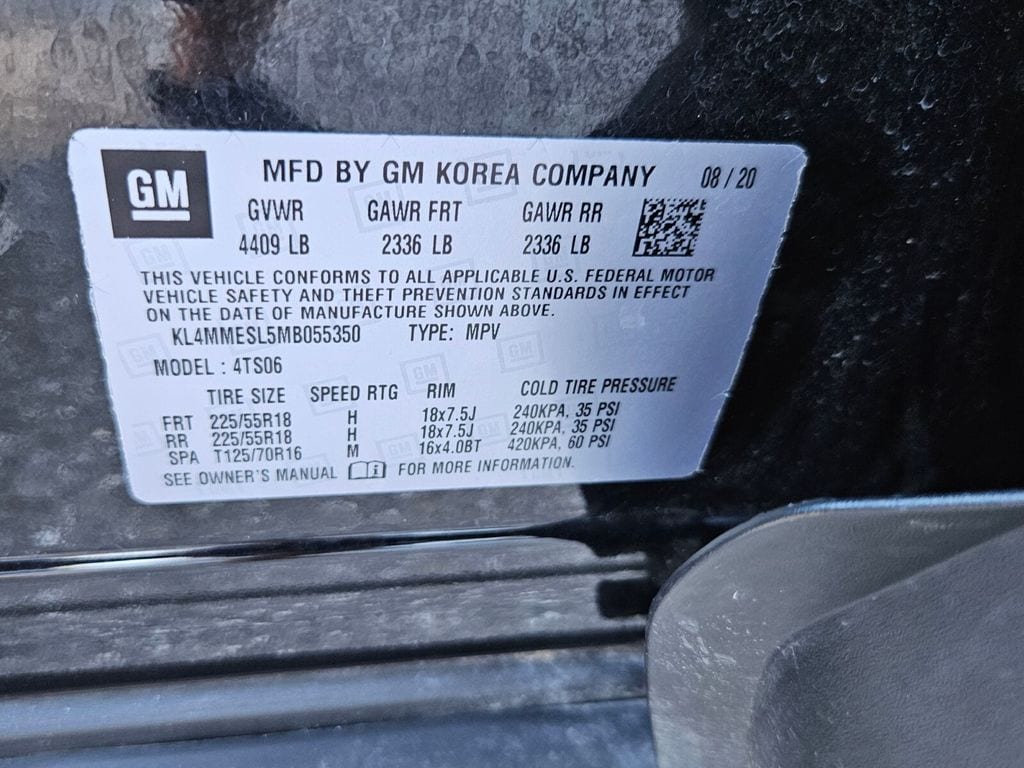 GM
MFD BY GM KOREA COMPANY 08 / 20
GVWR GAWR FRT GAWR RR
4409 LB 2336 LB 2336 LB
THIS VEHICLE CONFORMS TO ALL APPLICABLE U.S. FEDERAL MOTOR
VEHICLE SAFETY AND THEFT PREVENTION STANDARDS IN EFFECT
ON THE DATE OF MANUFACTURE SHOWN ABOVE.
KL4MMESL5MB055350 TYPE: MPV
MODEL : 4TS06
TIRE SIZE SPEED RTG RIM COLD TIRE PRESSURE
FRT 225/55R18 H 18x7.5J 240KPA, 35 PSI
RR 225/55R18 H 18x7.5J 240KPA, 35 PSI
SPA T125/70R16 M 16x4.0BT 420KPA, 60 PSI
SEE OWNER'S MANUAL FOR MORE INFORMATION.